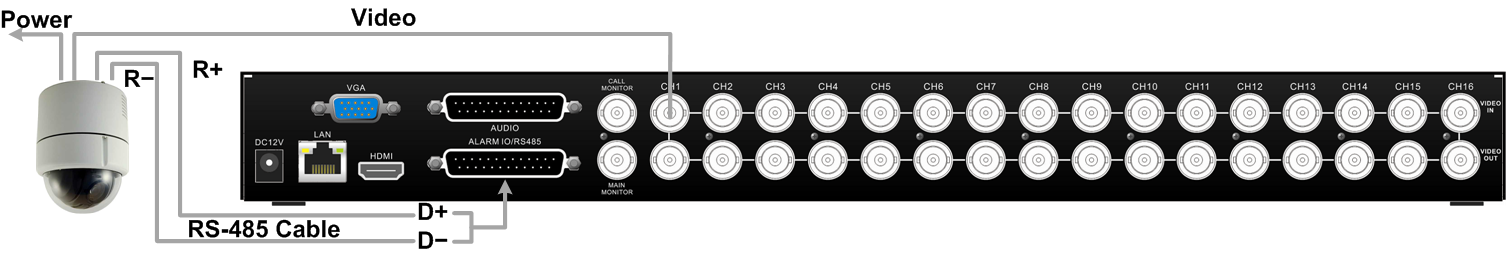 Power
Video
R−
R+
VGA
AUDIO
DC12V
LAN
HDMI
ALARM IO/RS485
CALL
MONITOR
MAIN
MONITOR
CH1 CH2 CH3 CH4 CH5 CH6 CH7 CH8 CH9 CH10 CH11 CH12 CH13 CH14 CH15 CH16
VIDEO
IN
VIDEO
OUT
D+
RS-485 Cable
D−